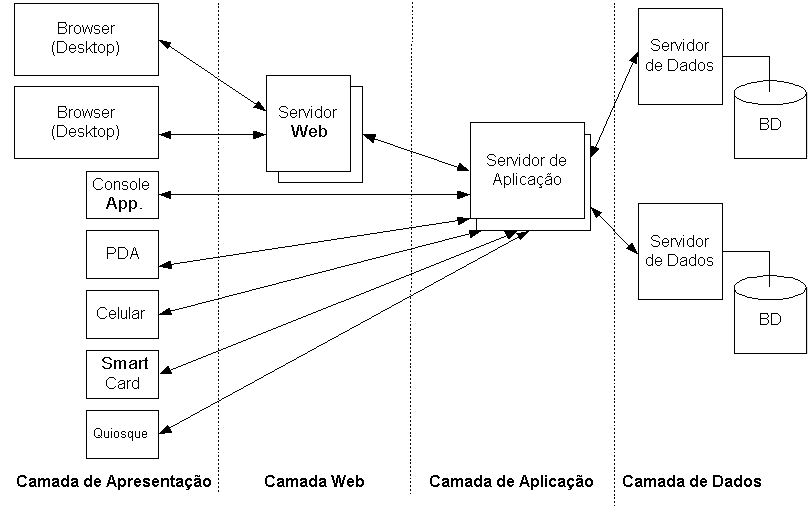 Browser
(Desktop)
Browser
(Desktop)
Console
App.
PDA
Celular
Smart
Card
Quiosque
Servidor
Web
Servidor de
Aplicação
Servidor
de Dados
BD
Servidor
de Dados
BD
Camada de Apresentação
Camada Web
Camada de Aplicação
Camada de Dados